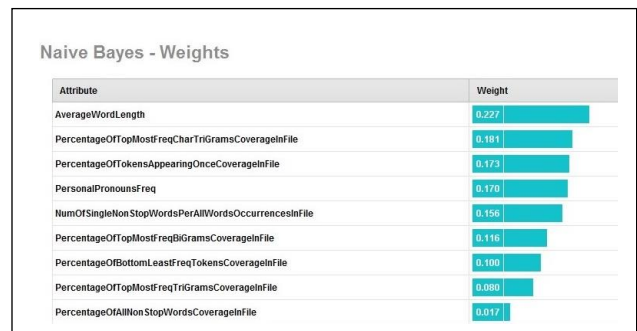 Naive Bayes - Weights
Attribute Weight
AverageWordLength 0.227
PercentageOfTopMostFreqCharTriGramsCoverageInFile 0.181
PercentageOfTokensAppearingOnceCoverageInFile 0.173
PersonalPronounsFreq 0.170
NumOfSingleNonStopWordsPerAllWordsOccurrencesInFile 0.156
PercentageOfTopMostFreqBiGramsCoverageInFile 0.116
PercentageOfBottomLeastFreqTokensCoverageInFile 0.100
PercentageOfTopMostFreqTriGramsCoverageInFile 0.080
PercentageOfAllNonStopWordsCoverageInFile 0.017